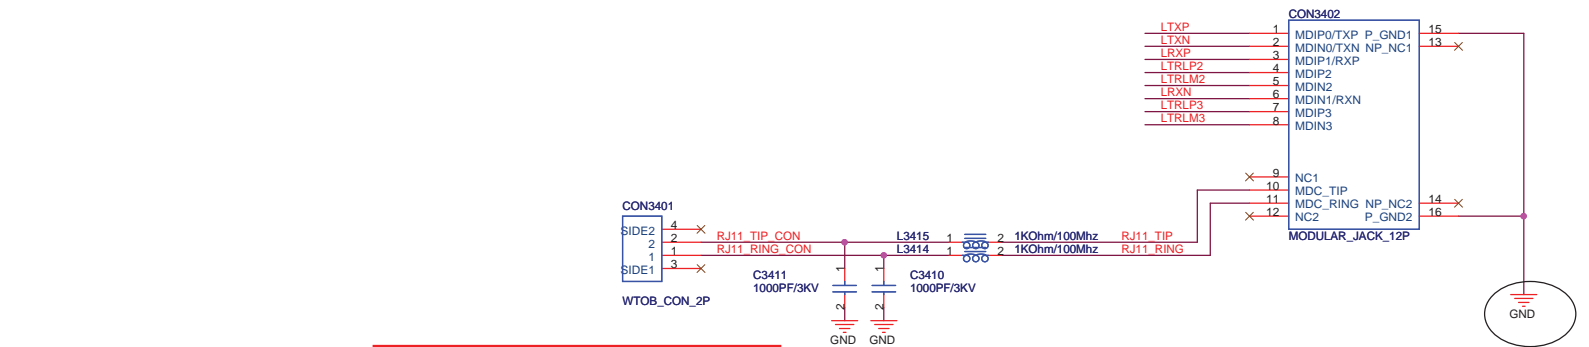 CON3402
LTXP 1 MDIP0/TXP P_GND1 15
LTXN 2 MDIN0/TXN NP_NC1 13
LRXP 3 MDIP1/RXP
LTRLP2 4 MDIP2
LTRLM2 5 MDIN2
LRXN 6 MDIN1/RXN
LTRLP3 7 MDIP3
LTRLM3 8 MDIN3
9 NC1
10 MDC_TIP
11 MDC_RING NP_NC2 14
12 NC2 P_GND2 16
MODULAR_JACK_12P
CON3401
SIDE2 4
2 2 RJ11_TIP_CON L3415 1 2 1KOhm/100Mhz RJ11_TIP
1 1 RJ11_RING_CON L3414 1 2 1KOhm/100Mhz RJ11_RING
SIDE1 3
WTOB_CON_2P
C3411 1 1 C3410
1000PF/3KV 1000PF/3KV
2 2
GND GND
GND